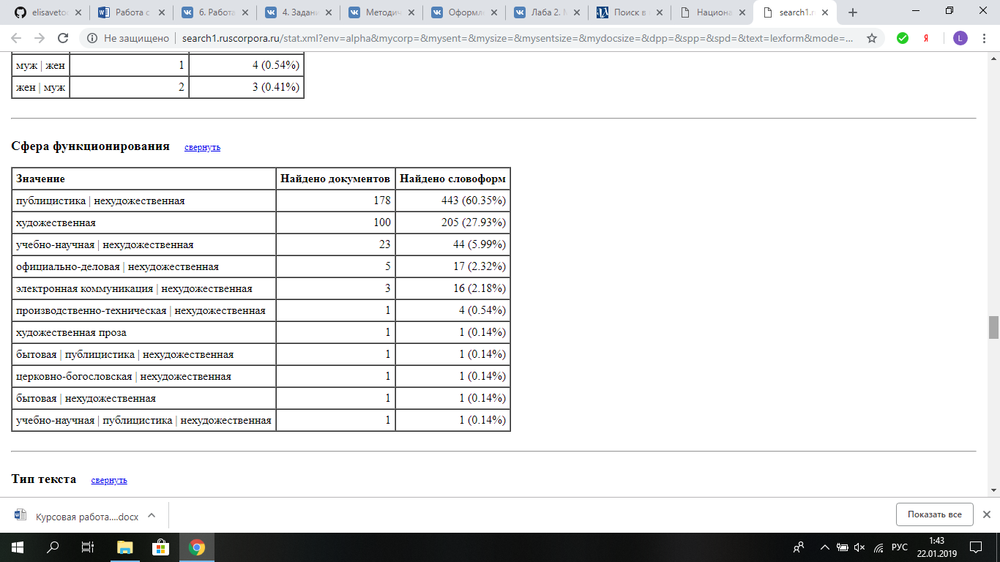 elisavetoc
Работа с
6. Работа
4. Задани
Методич
Оформл
Лаба 2. М
Поиск в
Национа
search1.r
Не защищено
search1.ruscorpora.ru/stat.xml?env=alpha&mycorp=&mysent=&mysize=&mysentsize=&mydocsize=&dpp=&spp=&spd=&text=lexform&mode=...
Я
L
муж | жен 1 4 (0.54%)
жен | муж 2 3 (0.41%)
Сфера функционирования свернуть
Значение Найдено документов Найдено словоформ
публицистика | нехудожественная 178 443 (60.35%)
художественная 100 205 (27.93%)
учебно-научная | нехудожественная 23 44 (5.99%)
официально-деловая | нехудожественная 5 17 (2.32%)
электронная коммуникация | нехудожественная 3 16 (2.18%)
производственно-техническая | нехудожественная 1 4 (0.54%)
художественная проза 1 1 (0.14%)
бытовая | публицистика | нехудожественная 1 1 (0.14%)
церковно-богословская | нехудожественная 1 1 (0.14%)
бытовая | нехудожественная 1 1 (0.14%)
учебно-научная | публицистика | нехудожественная 1 1 (0.14%)
Тип текста свернуть
Курсовая работа....docx
Показать все
РУС
1:43
22.01.2019